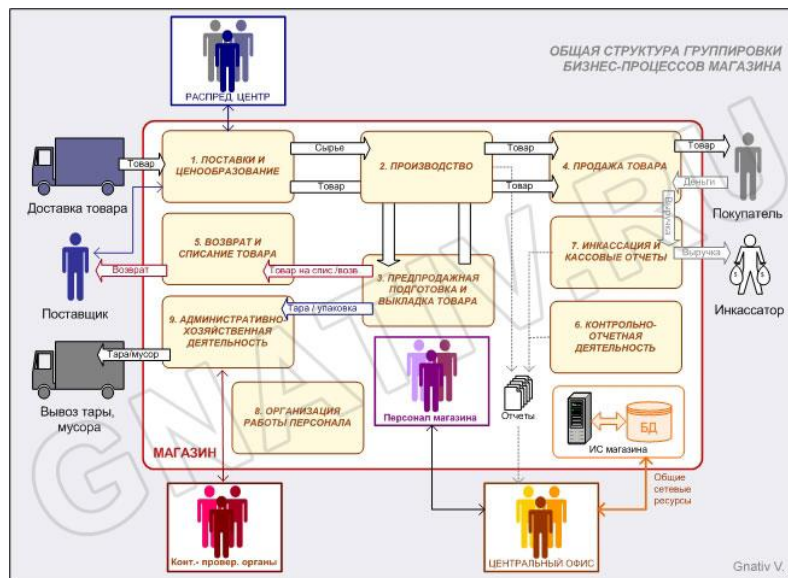 ОБЩАЯ СТРУКТУРА ГРУППИРОВКИ
БИЗНЕС-ПРОЦЕССОВ МАГАЗИНА
РАСПРЕД. ЦЕНТР
Товар
Доставка товара
1. ПОСТАВКИ И
ЦЕНООБРАЗОВАНИЕ
Сырье
Товар
2. ПРОИЗВОДСТВО
Товар
Товар
4. ПРОДАЖА ТОВАРА
Товар
Деньги
Покупатель
Выручка
5. ВОЗВРАТ И
СПИСАНИЕ ТОВАРА
Возврат
Поставщик
Товар на спис./возв.
3. ПРЕДПРОДАЖНАЯ
ПОДГОТОВКА И
ВЫКЛАДКА ТОВАРА
7. ИНКАССАЦИЯ И
КАССОВЫЕ ОТЧЕТЫ
Выручка
Инкассатор
Тара / упаковка
9. АДМИНИСТРАТИВНО-
ХОЗЯЙСТВЕННАЯ
ДЕЯТЕЛЬНОСТЬ
6. КОНТРОЛЬНО-
ОТЧЕТНАЯ
ДЕЯТЕЛЬНОСТЬ
Тара/мусор
Вывоз тары,
мусора
8. ОРГАНИЗАЦИЯ
РАБОТЫ ПЕРСОНАЛА
Персонал магазина
Отчеты
БД
ИС магазина
МАГАЗИН
Общие
сетевые
ресурсы
Конт.- провер. органы
ЦЕНТРАЛЬНЫЙ ОФИС
Gnativ V.
GNATIV.RU